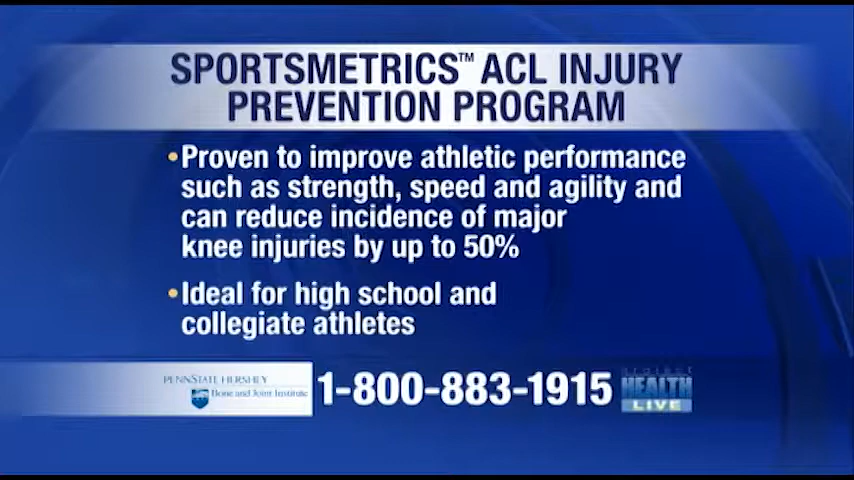 SPORTSMETRICS™ ACL INJURY
PREVENTION PROGRAM
•Proven to improve athletic performance
such as strength, speed and agility and
can reduce incidence of major
knee injuries by up to 50%
•Ideal for high school and
collegiate athletes
PENNSTATE HERSHEY
Bone and Joint Institute
1-800-883-1915
project
HEALTH
LIVE